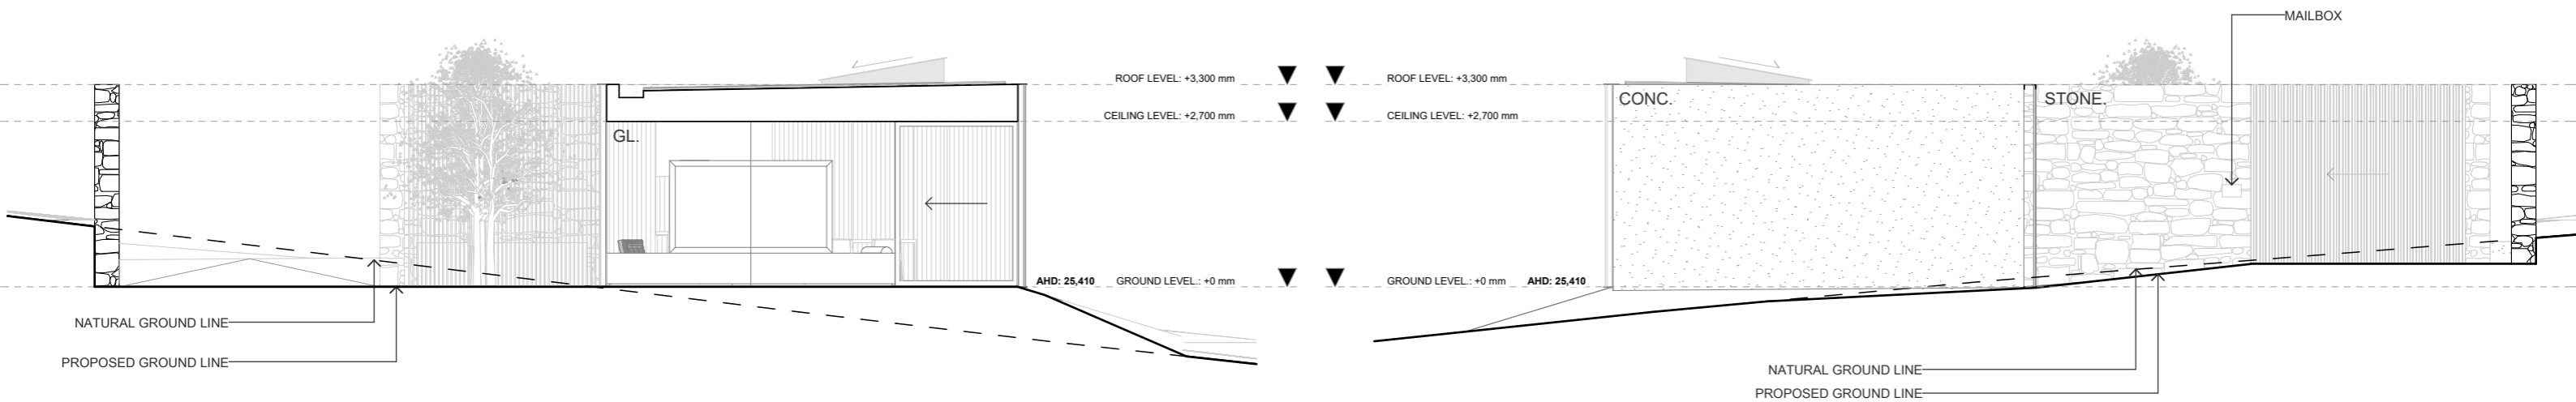 MAILBOX
ROOF LEVEL: +3,300 mm
ROOF LEVEL: +3,300 mm
CONC.
STONE.
CEILING LEVEL: +2,700 mm
CEILING LEVEL: +2,700 mm
GL.
AHD: 25,410 GROUND LEVEL.: +0 mm
GROUND LEVEL.: +0 mm AHD: 25,410
NATURAL GROUND LINE
PROPOSED GROUND LINE
NATURAL GROUND LINE
PROPOSED GROUND LINE